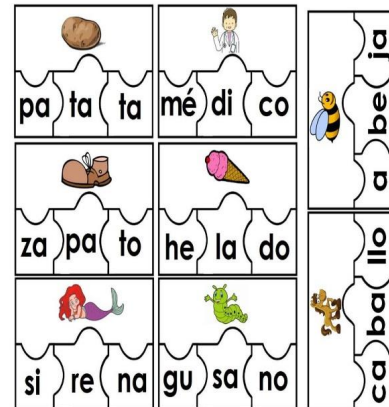 pa ta ta
mé di co
za pa to
he la do
si re na
gu sa no
a be ja
ca ba llo